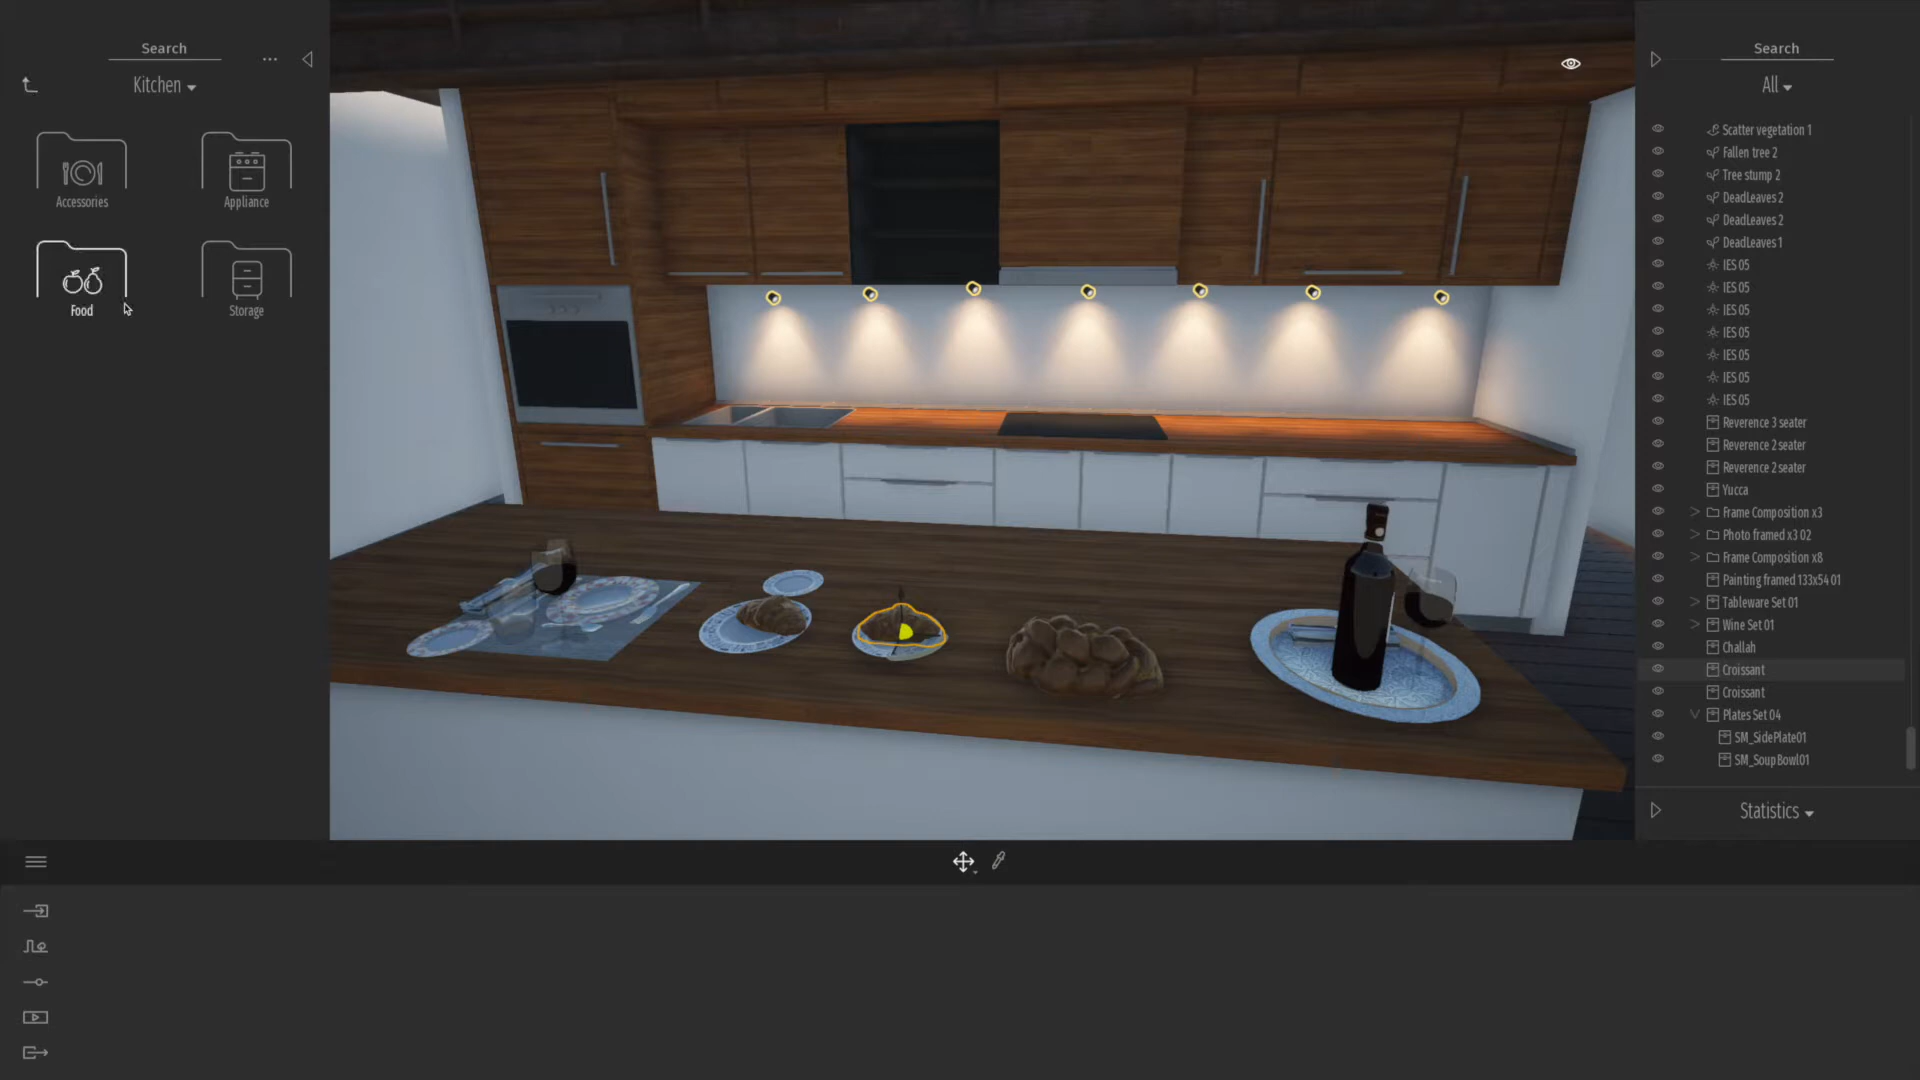 Search
...
Kitchen
Accessories
Appliance
Food
Storage
Search
All
Scatter vegetation 1
Fallen tree 2
Tree stump 2
DeadLeaves 2
DeadLeaves 2
DeadLeaves 1
IES 05
IES 05
IES 05
IES 05
IES 05
IES 05
IES 05
Reverence 3 seater
Reverence 2 seater
Reverence 2 seater
Yucca
Frame Composition x3
Photo framed x3 02
Frame Composition x8
Painting framed 133x54 01
Tableware Set 01
Wine Set 01
Challah
Croissant
Croissant
Plates Set 04
SM_SidePlate01
SM_SoupBowl01
Statistics